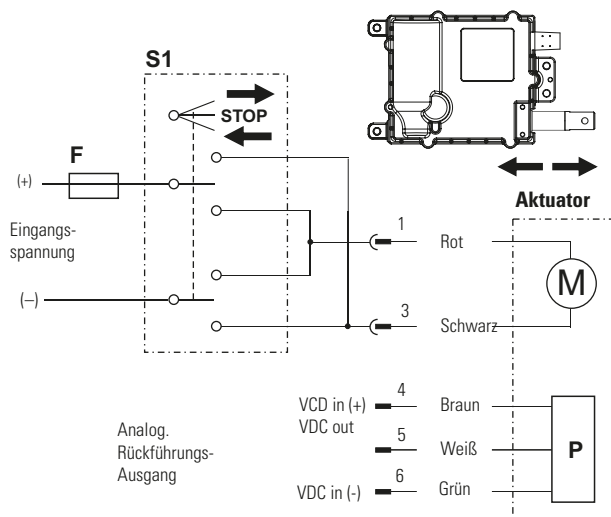 S1
STOP
F
(+)
Eingangs-
spannung
(–)
Aktuator
1
Rot
M
3
Schwarz
VCD in (+)
4
Braun
VDC out
5
Weiß
P
VDC in (-)
6
Grün
Analog.
Rückführungs-
Ausgang